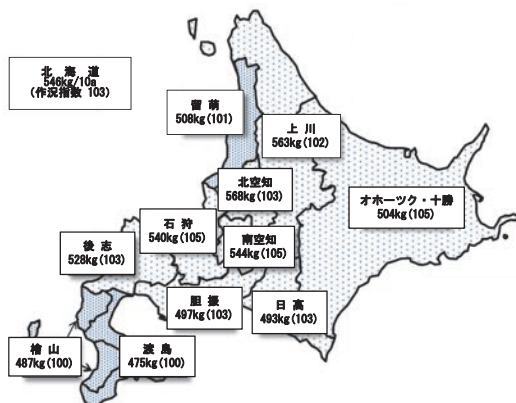 北 海 道
546kg/10a
(作況指数 103)
留 萌
508kg(101)
上 川
563kg(102)
北空知
568kg(103)
オホーツク・十勝
504kg(105)
石 狩
540kg(105)
南空知
544kg(105)
後 志
528kg(103)
胆 振
497kg(103)
日 高
493kg(103)
檜 山
487kg(100)
渡 島
475kg(100)